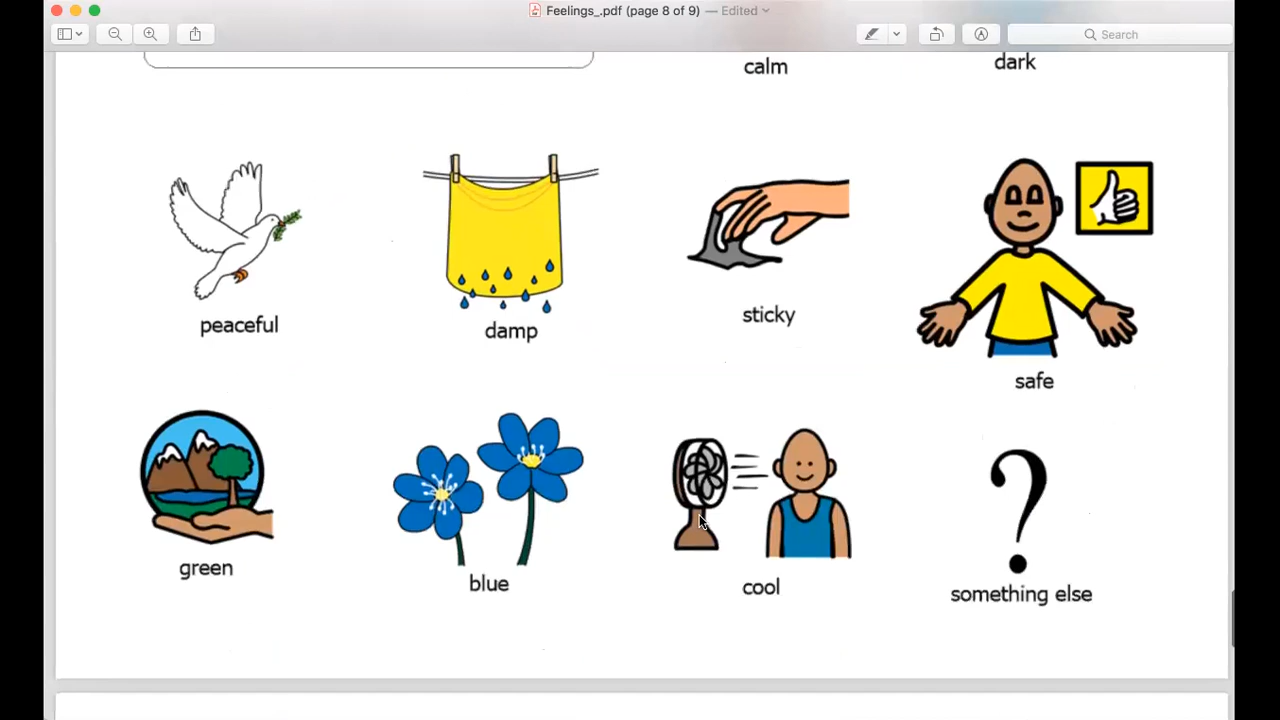 Feelings_.pdf (page 8 of 9) — Edited
Search
calm
dark
peaceful
damp
sticky
safe
green
blue
cool
something else